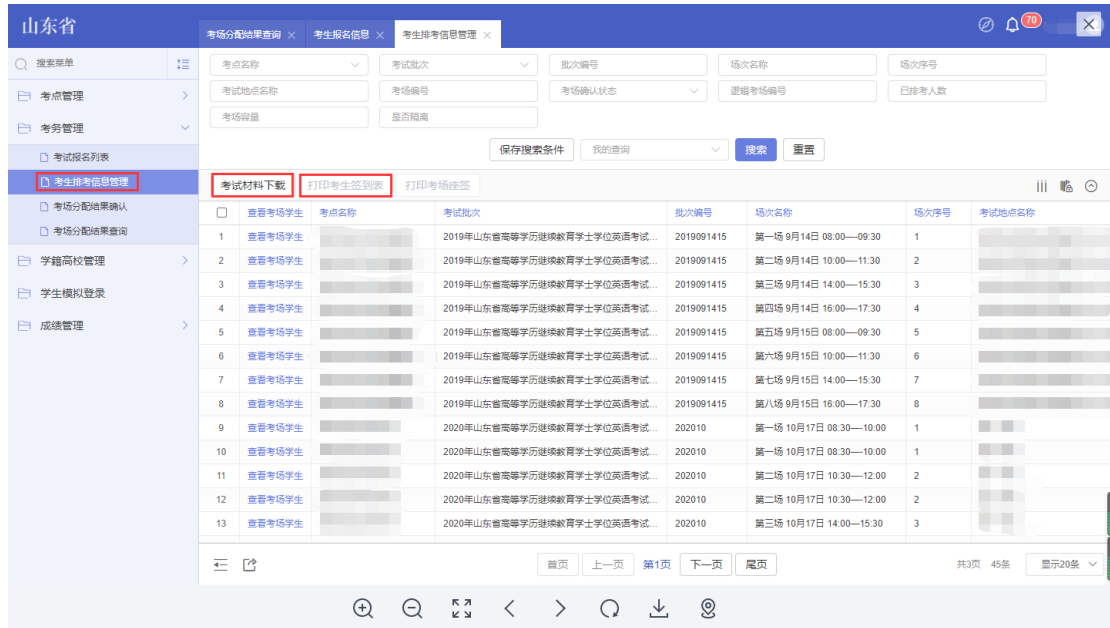 山东省
考场分配结果查询 × 考生报名信息 × 考生排考信息管理 ×
70
搜索菜单
考点管理
考务管理
考试报名列表
考生排考信息管理
考场分配结果确认
考场分配结果查询
学籍高校管理
学生模拟登录
成绩管理
考点名称 考试批次 批次编号 场次名称 场次序号
考试地点名称 考场编号 考场确认状态 逻辑考场编号 已排考人数
考场容量 是否隔离
保存搜索条件 我的查询 搜索 重置
考试材料下载 打印考生签到表 打印考场座签
查看考场学生 考点名称 考试批次 批次编号 场次名称 场次序号 考试地点名称
1 查看考场学生 2019年山东省高等学历继续教育学士学位英语考试... 2019091415 第一场 9月14日 08:00-—09:30 1
2 查看考场学生 2019年山东省高等学历继续教育学士学位英语考试... 2019091415 第二场 9月14日 10:00-—11:30 2
3 查看考场学生 2019年山东省高等学历继续教育学士学位英语考试... 2019091415 第三场 9月14日 14:00-—15:30 3
4 查看考场学生 2019年山东省高等学历继续教育学士学位英语考试... 2019091415 第四场 9月14日 16:00-—17:30 4
5 查看考场学生 2019年山东省高等学历继续教育学士学位英语考试... 2019091415 第五场 9月15日 08:00-—09:30 5
6 查看考场学生 2019年山东省高等学历继续教育学士学位英语考试... 2019091415 第六场 9月15日 10:00-—11:30 6
7 查看考场学生 2019年山东省高等学历继续教育学士学位英语考试... 2019091415 第七场 9月15日 14:00-—15:30 7
8 查看考场学生 2019年山东省高等学历继续教育学士学位英语考试... 2019091415 第八场 9月15日 16:00-—17:30 8
9 查看考场学生 2020年山东省高等学历继续教育学士学位英语考试... 202010 第一场 10月17日 08:30-—10:00 1
10 查看考场学生 2020年山东省高等学历继续教育学士学位英语考试... 202010 第一场 10月17日 08:30-—10:00 1
11 查看考场学生 2020年山东省高等学历继续教育学士学位英语考试... 202010 第二场 10月17日 10:30-—12:00 2
12 查看考场学生 2020年山东省高等学历继续教育学士学位英语考试... 202010 第二场 10月17日 10:30-—12:00 2
13 查看考场学生 2020年山东省高等学历继续教育学士学位英语考试... 202010 第三场 10月17日 14:00-—15:30 3
首页 上一页 第1页 下一页 尾页 共3页 45条 显示20条